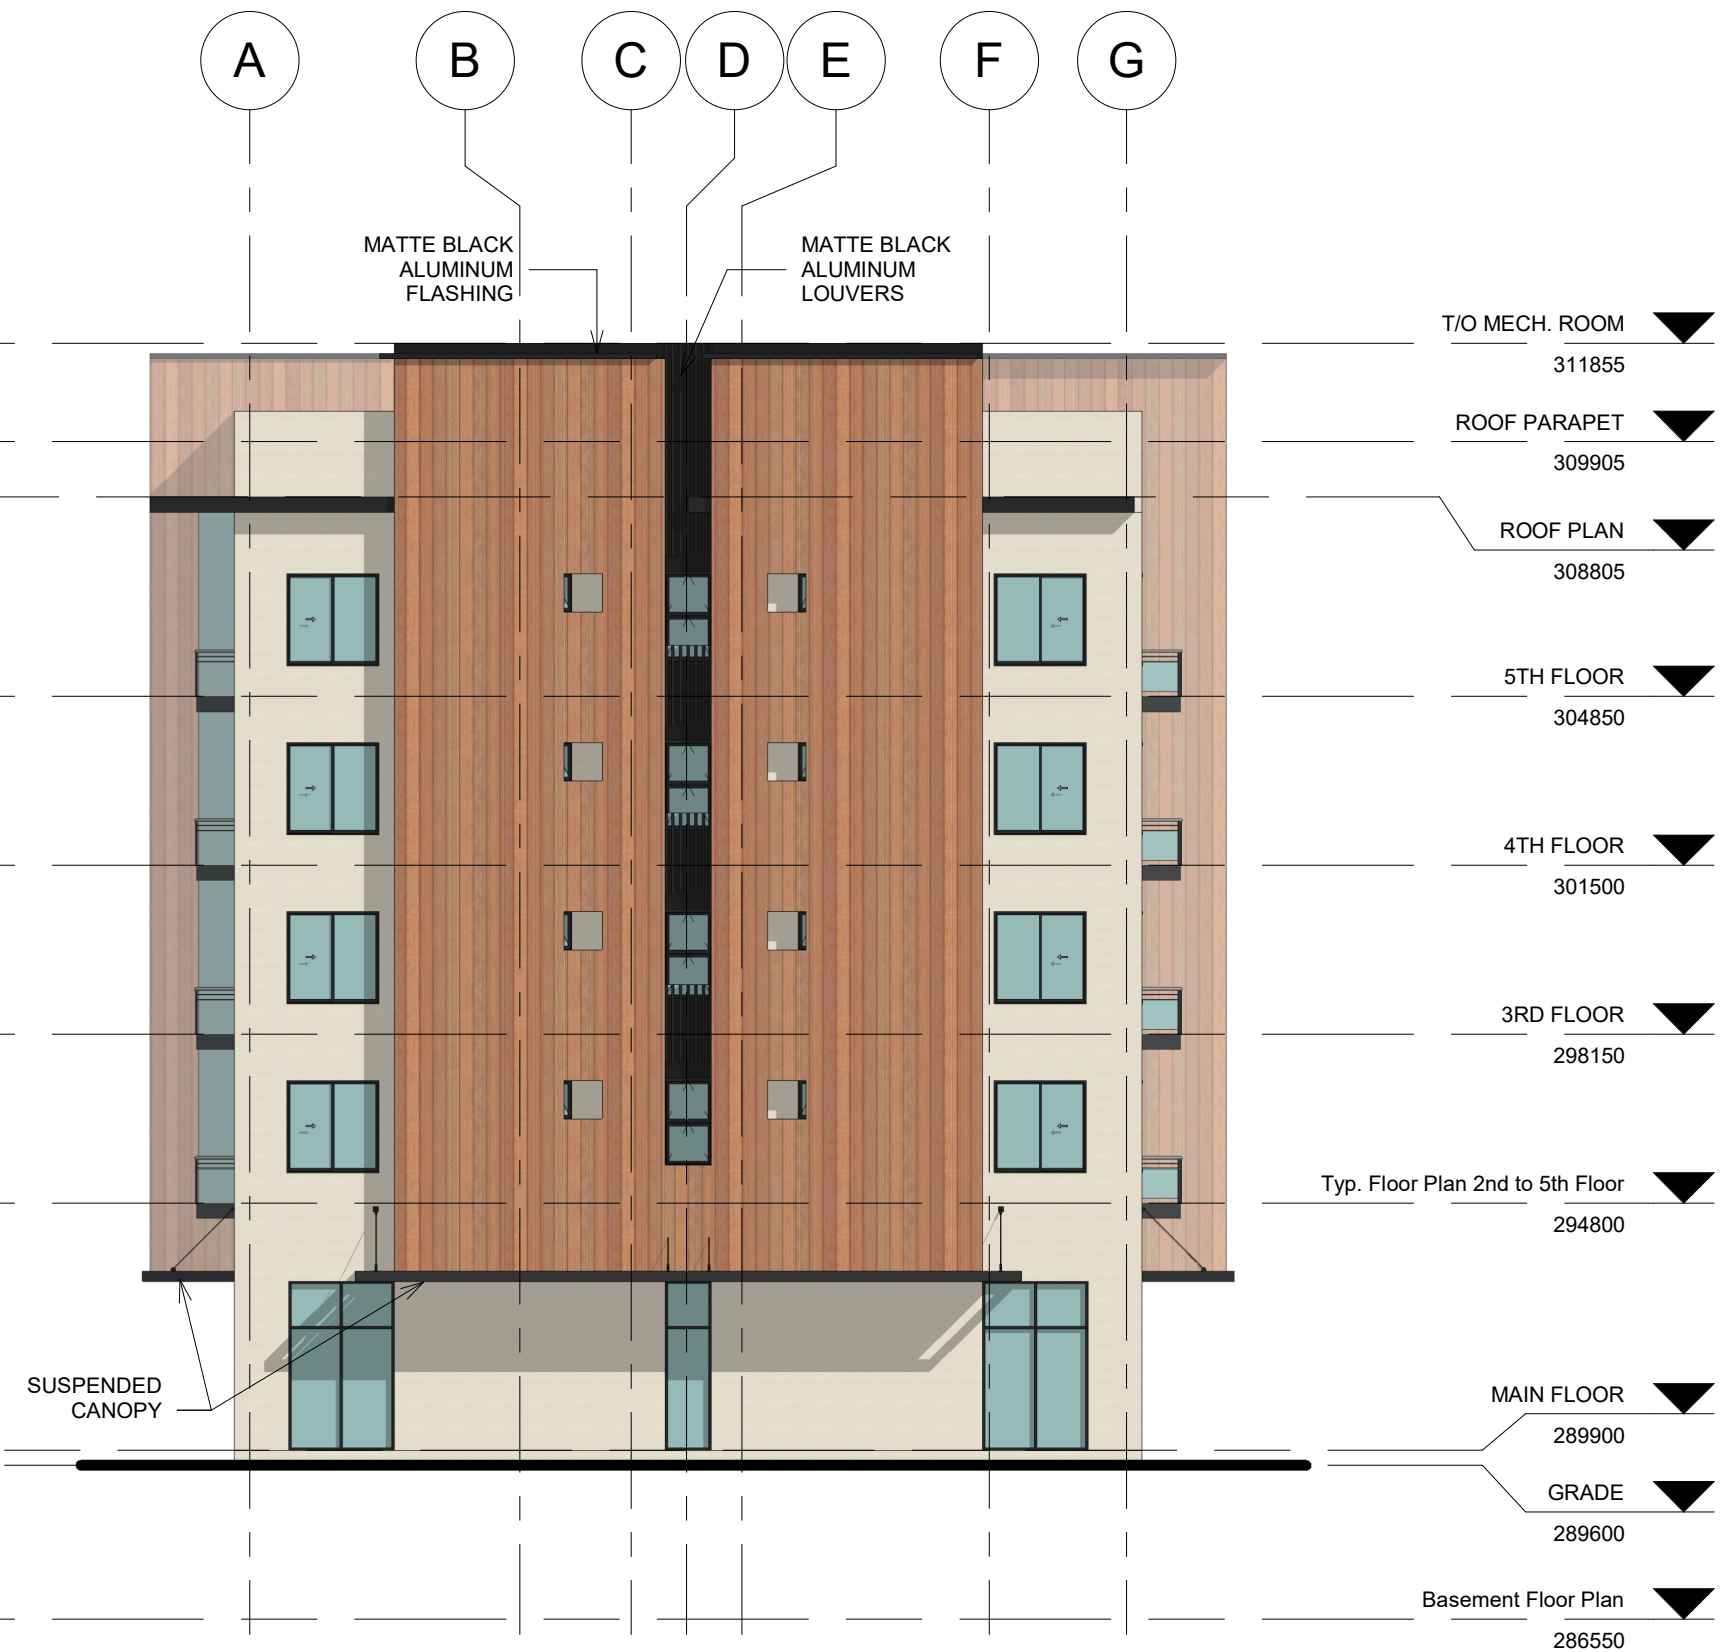 A
B
C
D
E
F
G
MATTE BLACK
ALUMINUM
FLASHING
MATTE BLACK
ALUMINUM
LOUVERS
T/O MECH. ROOM
311855
ROOF PARAPET
309905
ROOF PLAN
308805
5TH FLOOR
304850
4TH FLOOR
301500
3RD FLOOR
298150
Typ. Floor Plan 2nd to 5th Floor
294800
SUSPENDED
CANOPY
MAIN FLOOR
289900
GRADE
289600
Basement Floor Plan
286550